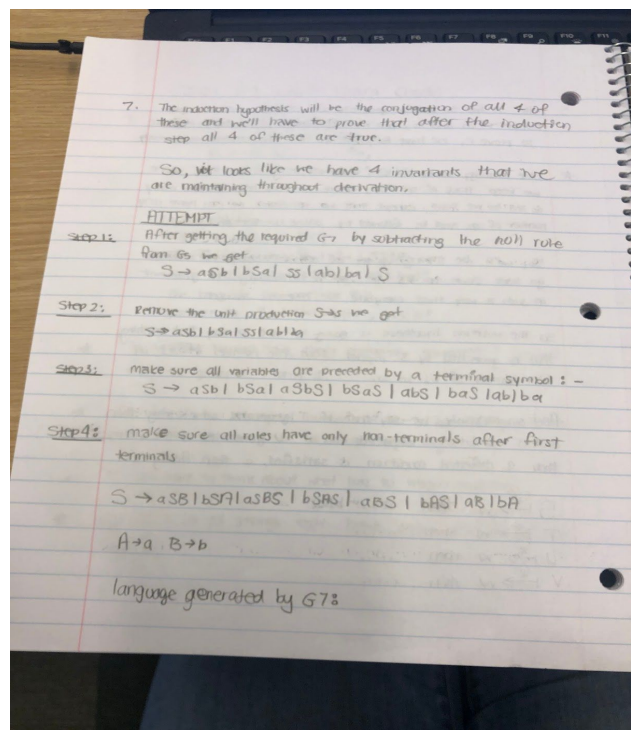 7. The induction hypothesis will be the conjugation of all 4 of
these and we'll have to prove that after the induction
step all 4 of these are true.
So, it looks like we have 4 invariants that we
are maintaining throughout derivation.
ATTEMPT
Step 1: After getting the required G7 by subtracting the null rule
from G5 we get
S → aSb | bSa | SS | ab | ba | S
Step 2: Remove the unit production S→S we get
S → aSb | bSa | SS | ab | ba
Step 3: make sure all variables are preceded by a terminal symbol : -
S → aSb | bSa | aSbS | bSaS | abS | baS | ab | ba
Step 4: make sure all rules have only non-terminals after first
terminals
S → aSB | bSA | aSBS | bSAS | aBS | bAS | aB | bA
A→a B→b
language generated by G7: